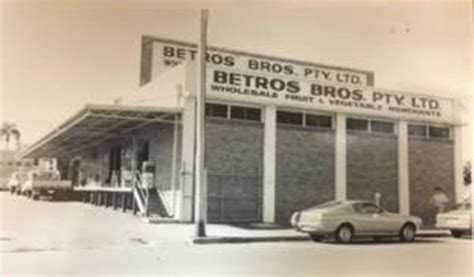 BETROS BROS. PTY. LTD.
BETROS BROS. PTY. LTD.
WHOLESALE FRUIT & VEGETABLE MERCHANTS